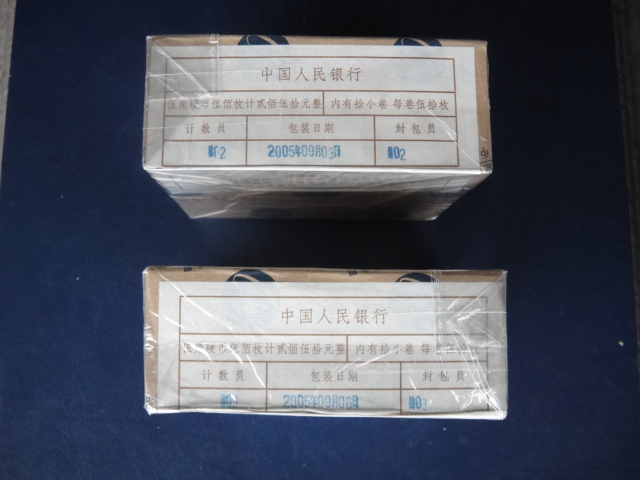 中国人民银行
伍角硬币伍佰枚计贰佰伍拾元整 内有拾小卷 每卷伍拾枚
计数员 包装日期 封包员
2005年09月03日
中国人民银行
伍角硬币伍佰枚计贰佰伍拾元整 内有拾小卷 每卷伍
计数员 包装日期 封包员
2005年09月06日